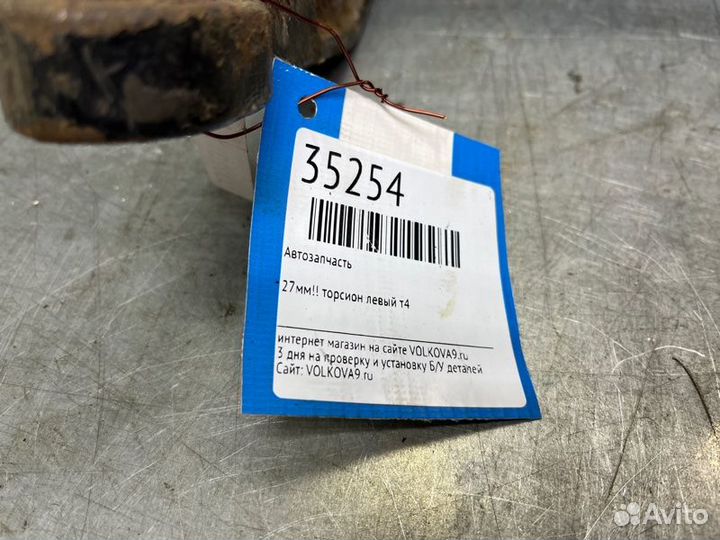 35254
Автозапчасть
27мм!! торсион левый т4
интернет магазин на сайте VOLKOVA9.ru
3 дня на проверку и установку Б/У деталей
Сайт: VOLKOVA9.ru
Avito